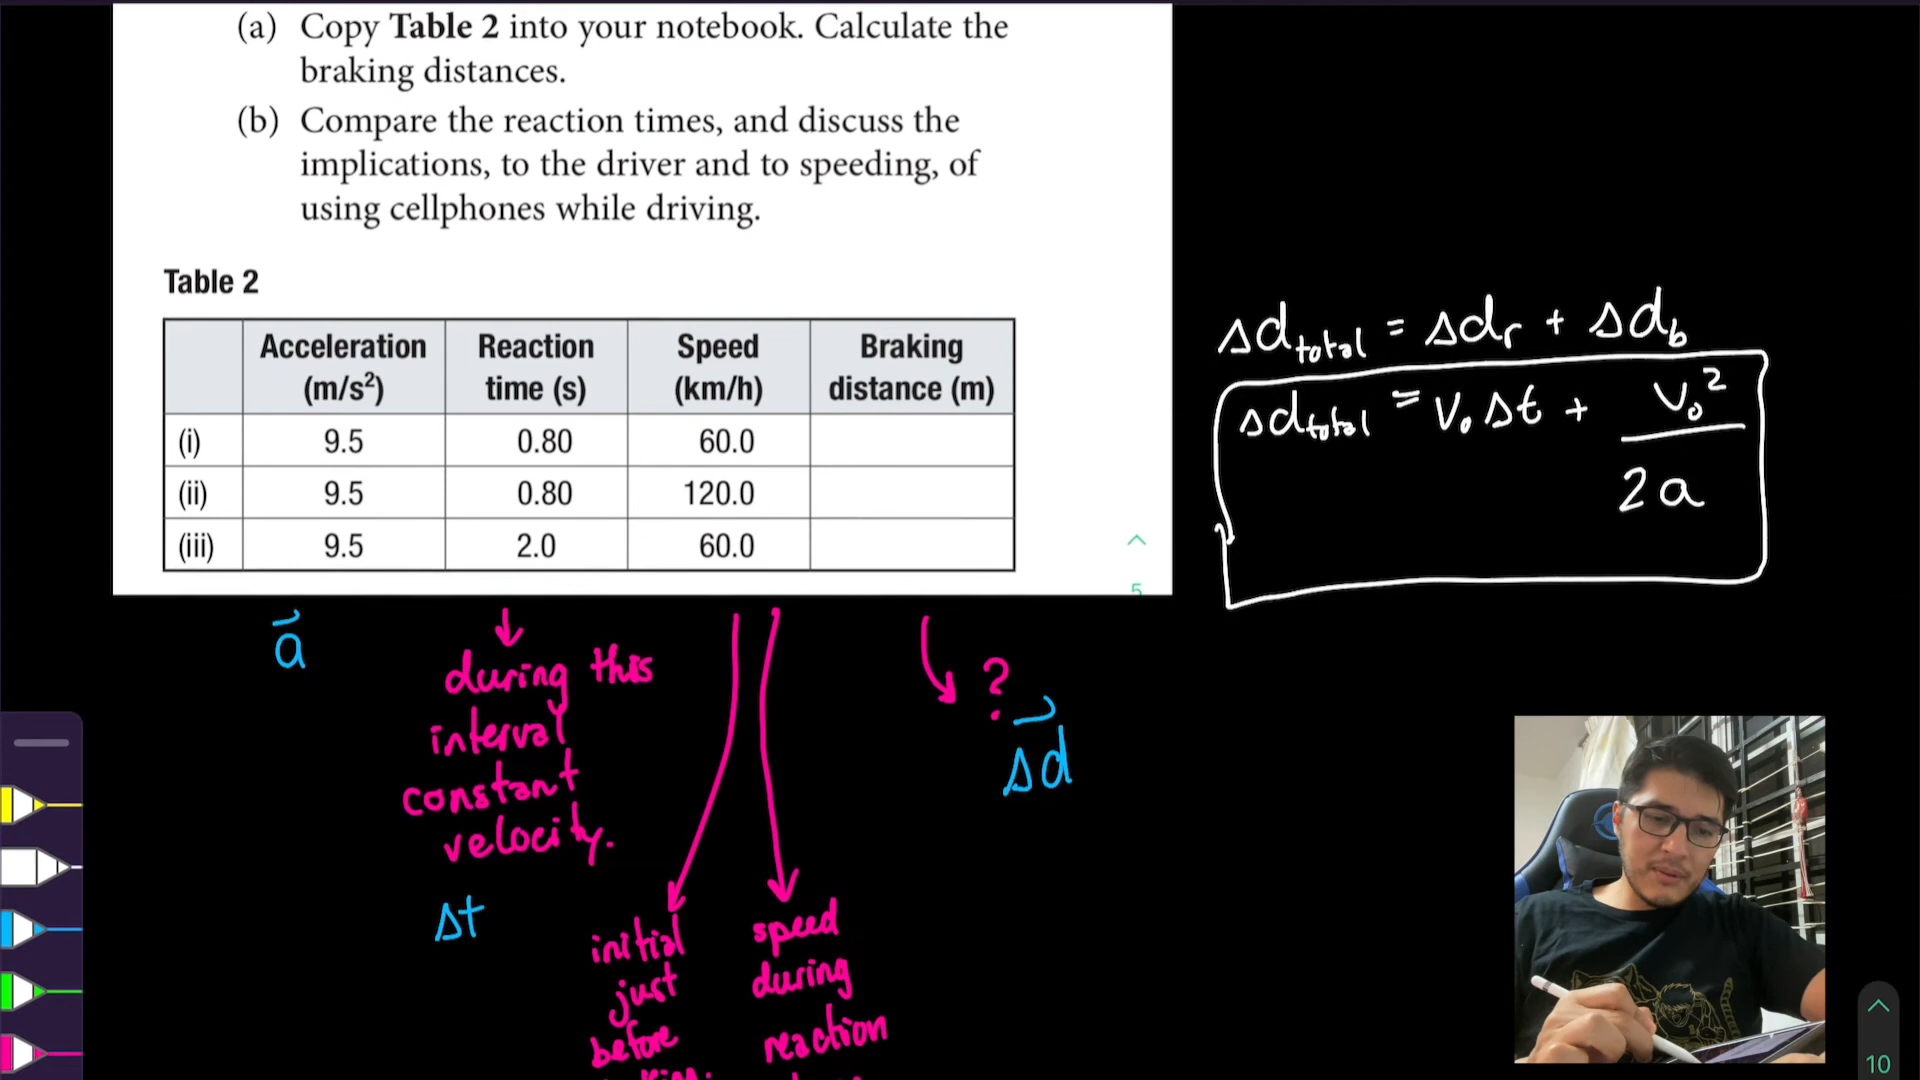 (a) Copy Table 2 into your notebook. Calculate the
braking distances.
(b) Compare the reaction times, and discuss the
implications, to the driver and to speeding, of
using cellphones while driving.
Table 2
Acceleration (m/s²) Reaction time (s) Speed (km/h) Braking distance (m)
(i) 9.5 0.80 60.0
(ii) 9.5 0.80 120.0
(iii) 9.5 2.0 60.0
5
Δd_total = Δd_r + Δd_b
Δd_total = V₀ Δt + V₀² / 2a
a⃗
during this
interval
constant
velocity.
Δt
initial
just
before
speed
during
reaction
?
Δd⃗
10